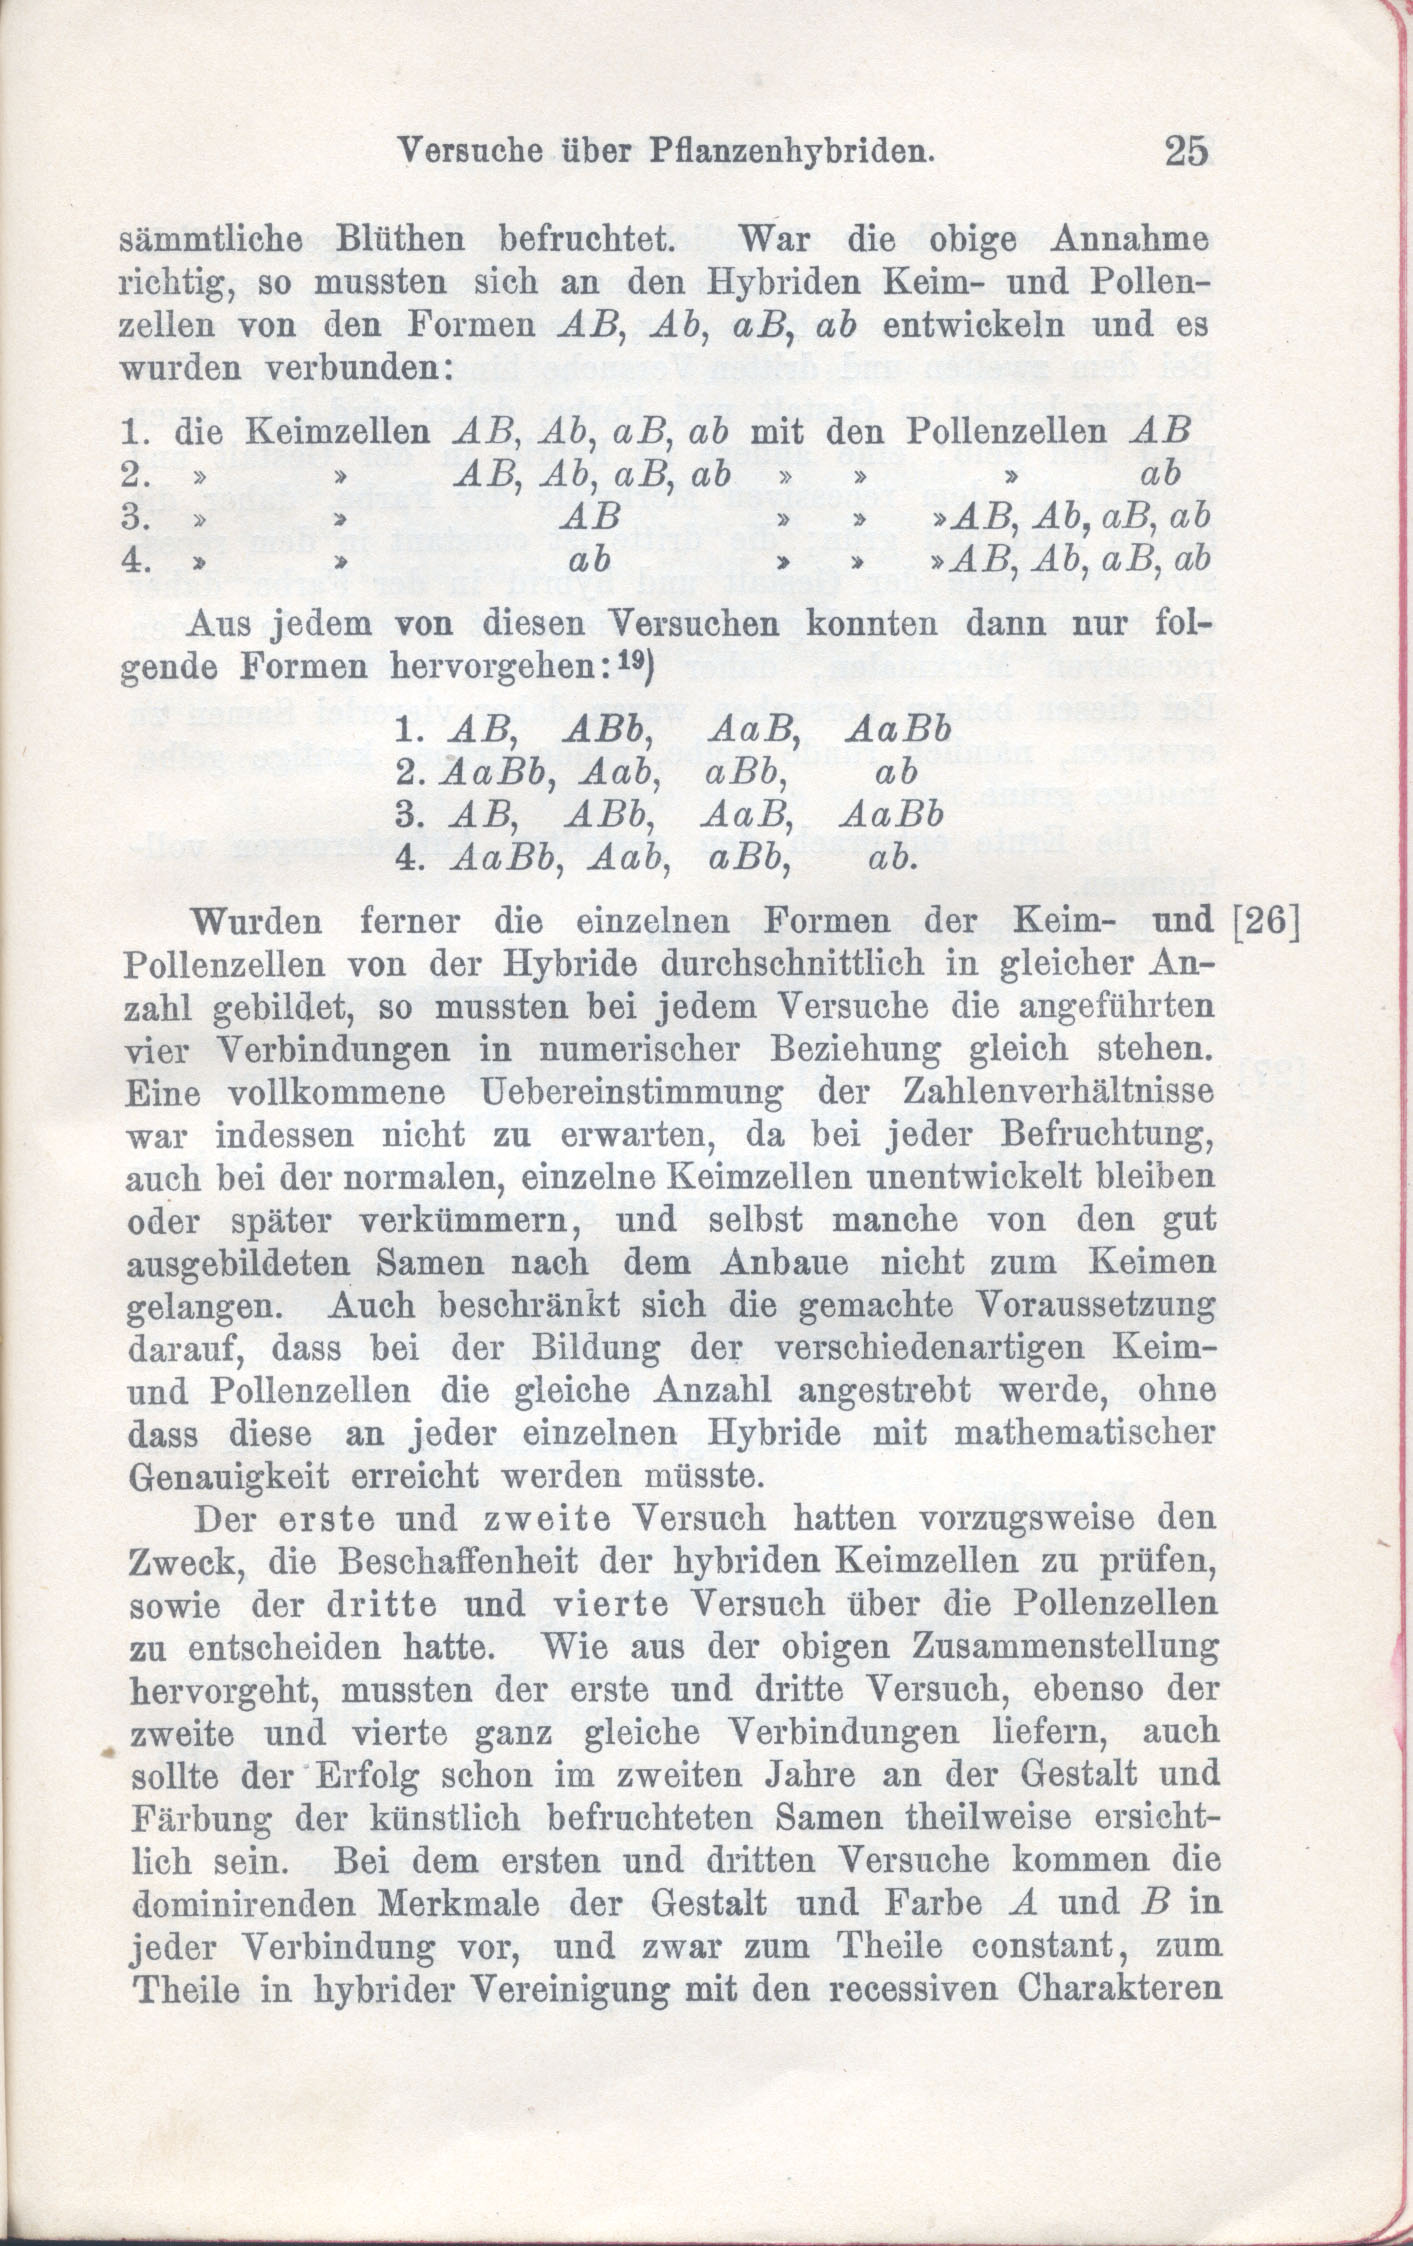 Versuche über Pflanzenhybriden. 25
sämmtliche Blüthen befruchtet. War die obige Annahme
richtig, so mussten sich an den Hybriden Keim- und Pollen-
zellen von den Formen AB, Ab, aB, ab entwickeln und es
wurden verbunden:
1. die Keimzellen AB, Ab, aB, ab mit den Pollenzellen AB
2. » » AB, Ab, aB, ab » » » ab
3. » » AB » » » AB, Ab, aB, ab
4. » » ab » » » AB, Ab, aB, ab
Aus jedem von diesen Versuchen konnten dann nur fol-
gende Formen hervorgehen:19)
1. AB, ABb, AaB, AaBb
2. AaBb, Aab, aBb, ab
3. AB, ABb, AaB, AaBb
4. AaBb, Aab, aBb, ab.
Wurden ferner die einzelnen Formen der Keim- und [26]
Pollenzellen von der Hybride durchschnittlich in gleicher An-
zahl gebildet, so mussten bei jedem Versuche die angeführten
vier Verbindungen in numerischer Beziehung gleich stehen.
Eine vollkommene Uebereinstimmung der Zahlenverhältnisse
war indessen nicht zu erwarten, da bei jeder Befruchtung,
auch bei der normalen, einzelne Keimzellen unentwickelt bleiben
oder später verkümmern, und selbst manche von den gut
ausgebildeten Samen nach dem Anbaue nicht zum Keimen
gelangen. Auch beschränkt sich die gemachte Voraussetzung
darauf, dass bei der Bildung der verschiedenartigen Keim-
und Pollenzellen die gleiche Anzahl angestrebt werde, ohne
dass diese an jeder einzelnen Hybride mit mathematischer
Genauigkeit erreicht werden müsste.
Der erste und zweite Versuch hatten vorzugsweise den
Zweck, die Beschaffenheit der hybriden Keimzellen zu prüfen,
sowie der dritte und vierte Versuch über die Pollenzellen
zu entscheiden hatte. Wie aus der obigen Zusammenstellung
hervorgeht, mussten der erste und dritte Versuch, ebenso der
zweite und vierte ganz gleiche Verbindungen liefern, auch
sollte der Erfolg schon im zweiten Jahre an der Gestalt und
Färbung der künstlich befruchteten Samen theilweise ersicht-
lich sein. Bei dem ersten und dritten Versuche kommen die
dominirenden Merkmale der Gestalt und Farbe A und B in
jeder Verbindung vor, und zwar zum Theile constant, zum
Theile in hybrider Vereinigung mit den recessiven Charakteren